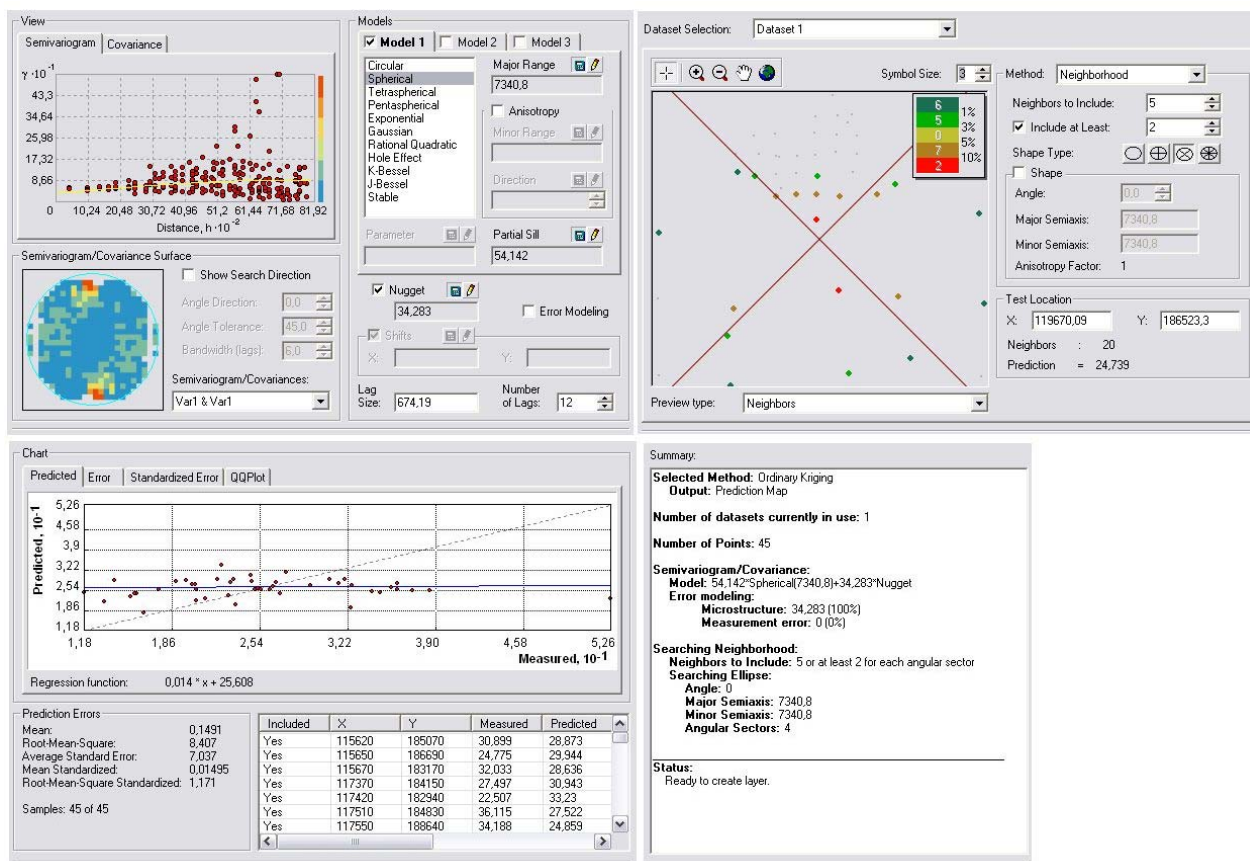 View
Semivariogram Covariance
γ·10⁻¹
43,3
34,64
25,98
17,32
8,66
0 10,24 20,48 30,72 40,96 51,2 61,44 71,68 81,92
Distance, h·10⁻²
Semivariogram/Covariance Surface
Show Search Direction
Angle Direction: 0,0
Angle Tolerance: 45,0
Bandwidth (lags): 6,0
Semivariogram/Covariances:
Var1 & Var1
Models
Model 1 Model 2 Model 3
Circular
Spherical
Tetraspherical
Pentaspherical
Exponential
Gaussian
Rational Quadratic
Hole Effect
K-Bessel
J-Bessel
Stable
Major Range
7340,8
Anisotropy
Minor Range
Direction
Parameter
Partial Sill
54,142
Nugget
34,283
Error Modeling
Shifts
X: Y:
Lag Size: 674,19
Number of Lags: 12
Dataset Selection: Dataset 1
Symbol Size: 3
6
5
0
7
2
1%
3%
5%
10%
Preview type: Neighbors
Method: Neighborhood
Neighbors to Include: 5
Include at Least: 2
Shape Type:
Shape
Angle: 0,0
Major Semiaxis: 7340,8
Minor Semiaxis: 7340,8
Anisotropy Factor: 1
Test Location
X: 119670,09 Y: 186523,3
Neighbors : 20
Prediction = 24,739
Chart
Predicted Error Standardized Error QQPlot
Predicted, 10⁻¹
5,26
4,58
3,9
3,22
2,54
1,86
1,18
1,18 1,86 2,54 3,22 3,90 4,58 5,26
Measured, 10⁻¹
Regression function: 0,014 * x + 25,608
Prediction Errors
Mean: 0,1491
Root-Mean-Square: 8,407
Average Standard Error: 7,037
Mean Standardized: 0,01495
Root-Mean-Square Standardized: 1,171
Samples: 45 of 45
Included X Y Measured Predicted
Yes 115620 185070 30,899 28,873
Yes 115650 186690 24,775 29,944
Yes 115670 183170 32,033 28,636
Yes 117370 184150 27,497 30,943
Yes 117420 182940 22,507 33,23
Yes 117510 184830 36,115 27,522
Yes 117550 188640 34,188 24,859
Summary:
Selected Method: Ordinary Kriging
Output: Prediction Map
Number of datasets currently in use: 1
Number of Points: 45
Semivariogram/Covariance:
Model: 54,142*Spherical(7340,8)+34,283*Nugget
Error modeling:
Microstructure: 34,283 (100%)
Measurement error: 0 (0%)
Searching Neighborhood:
Neighbors to Include: 5 or at least 2 for each angular sector
Searching Ellipse:
Angle: 0
Major Semiaxis: 7340,8
Minor Semiaxis: 7340,8
Angular Sectors: 4
Status:
Ready to create layer.